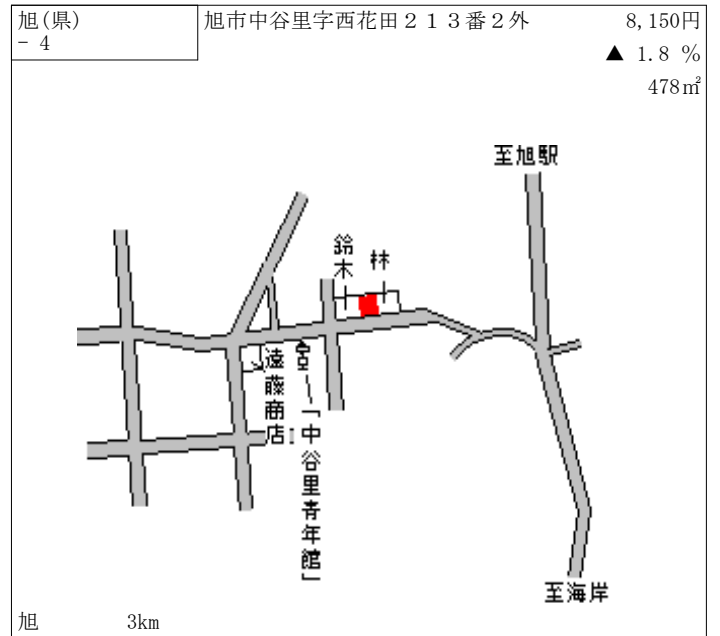 旭(県)
- 4
旭市中谷里字西花田２１３番２外
8,150円
▲ 1.8 %
478㎡
至旭駅
鈴木
林
遠藤商店
宮
「中谷里青年館」
至海岸
旭 3km